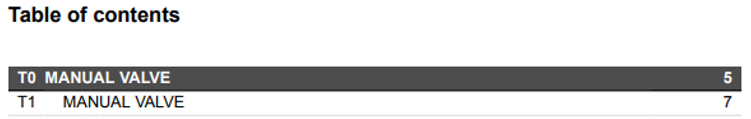 Table of contents
T0 MANUAL VALVE 5
T1 MANUAL VALVE 7